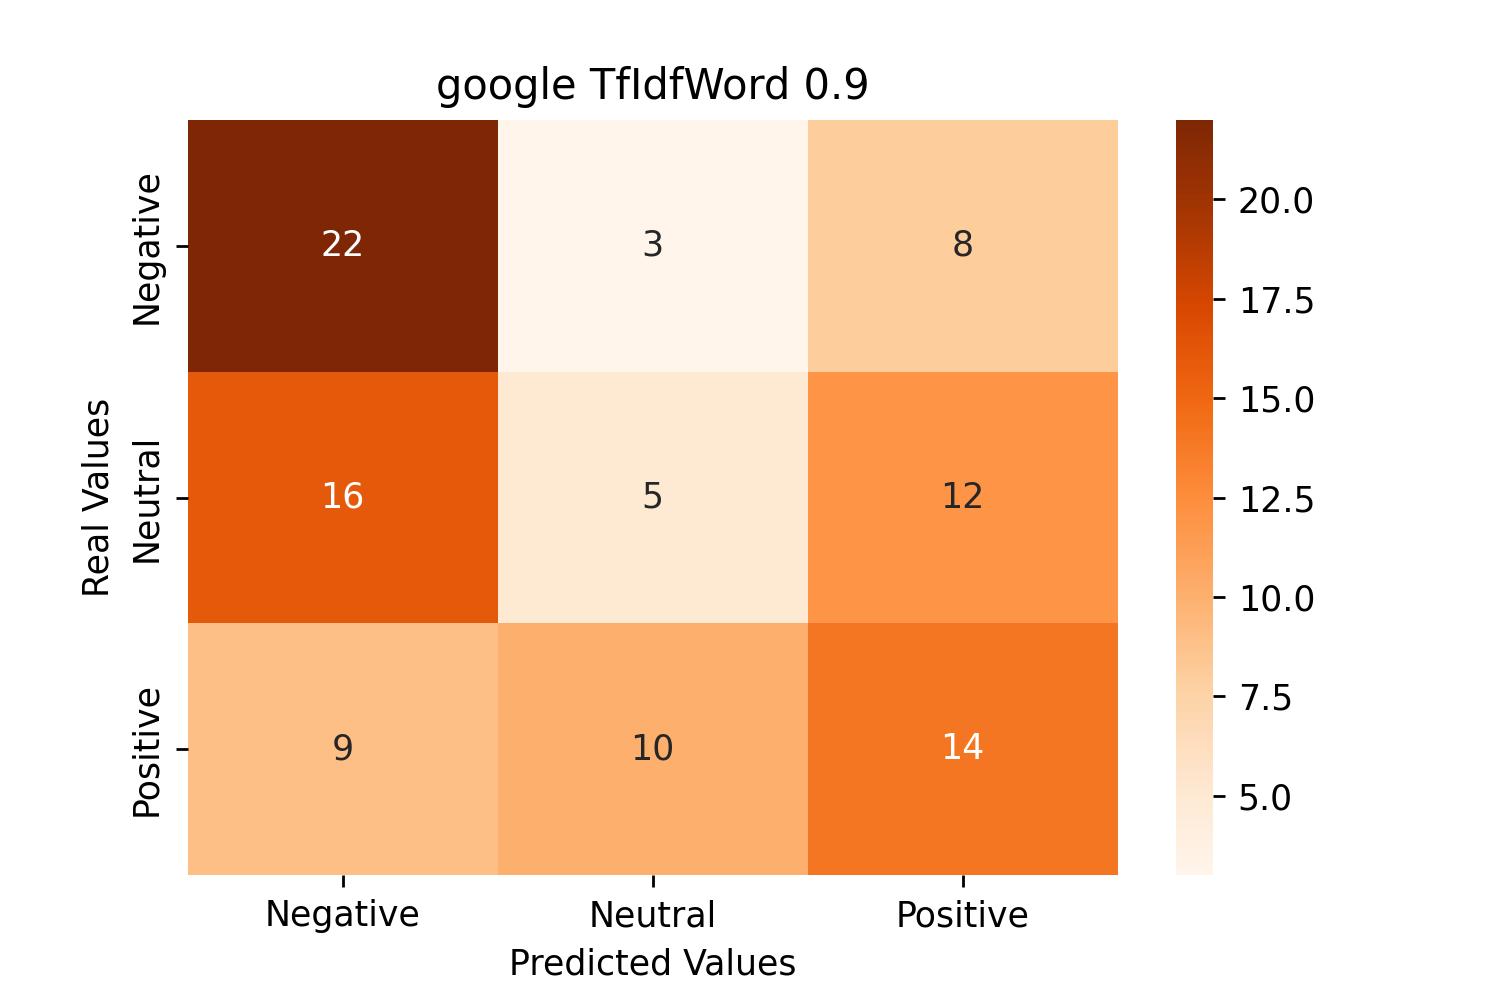 google TfIdfWord 0.9
Real Values
Negative
22 3 8
Neutral
16 5 12
Positive
9 10 14
Negative Neutral Positive
Predicted Values
20.0
17.5
15.0
12.5
10.0
7.5
5.0